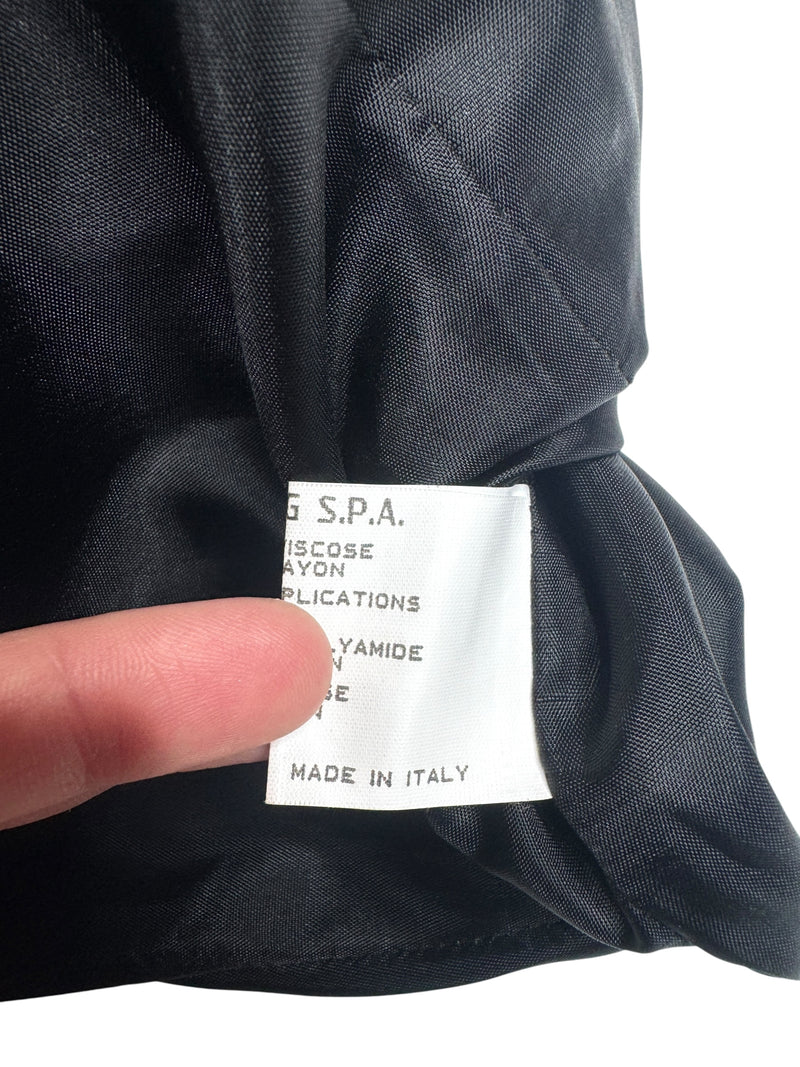 G S.P.A.
VISCOSE
AYON
PLICATIONS
LYAMIDE
N
SE
N
MADE IN ITALY